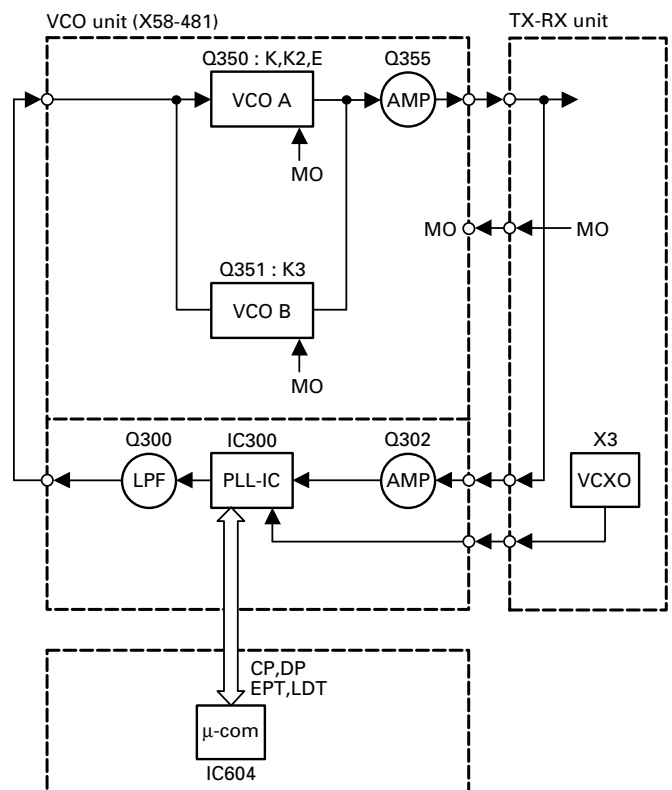 VCO unit (X58-481)
TX-RX unit
Q350 : K,K2,E
Q355
VCO A
AMP
MO
MO
MO
Q351 : K3
VCO B
MO
Q300
IC300
Q302
X3
LPF
PLL-IC
AMP
VCXO
CP,DP
EPT,LDT
μ-com
IC604